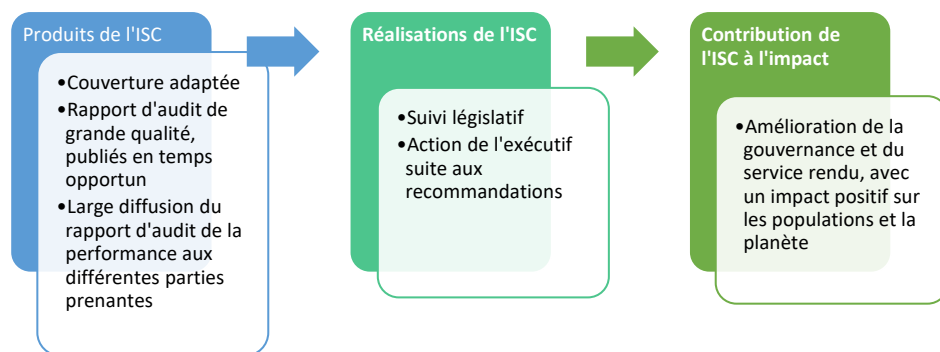 Produits de l'ISC
•Couverture adaptée
•Rapport d'audit de
grande qualité,
publiés en temps
opportun
•Large diffusion du
rapport d'audit de la
performance aux
différentes parties
prenantes
Réalisations de l'ISC
•Suivi législatif
•Action de l'exécutif
suite aux
recommandations
Contribution de
l'ISC à l'impact
•Amélioration de la
gouvernance et du
service rendu, avec
un impact positif sur
les populations et la
planète